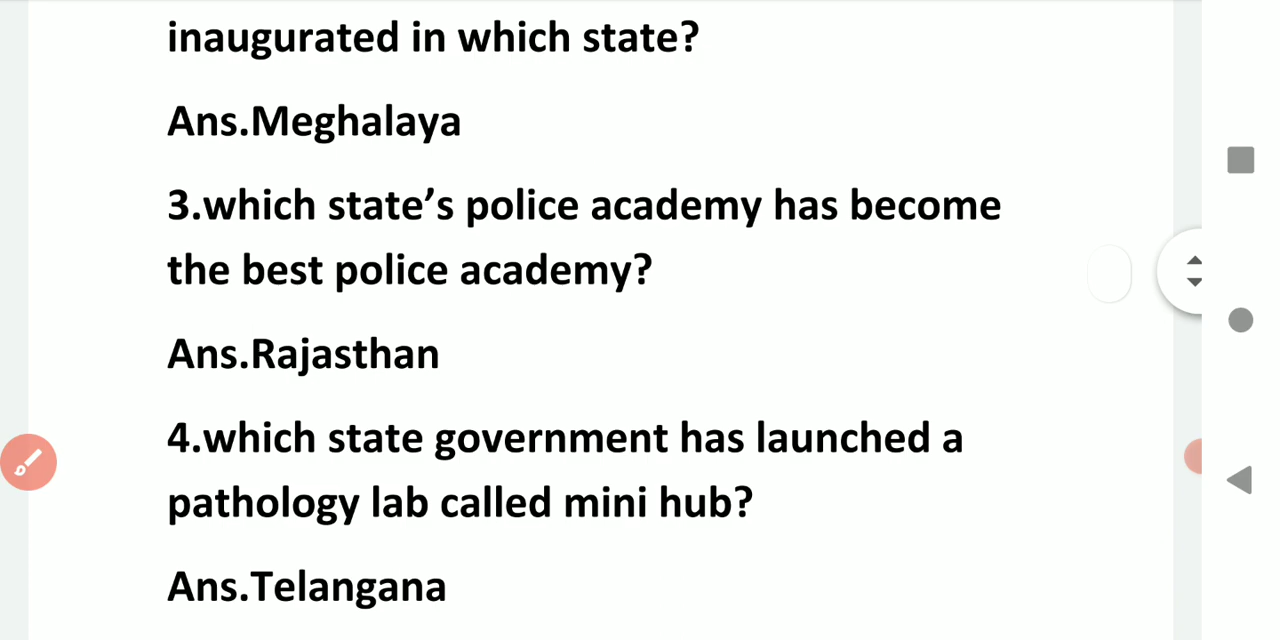 inaugurated in which state?
Ans.Meghalaya
3.which state’s police academy has become
the best police academy?
Ans.Rajasthan
4.which state government has launched a
pathology lab called mini hub?
Ans.Telangana